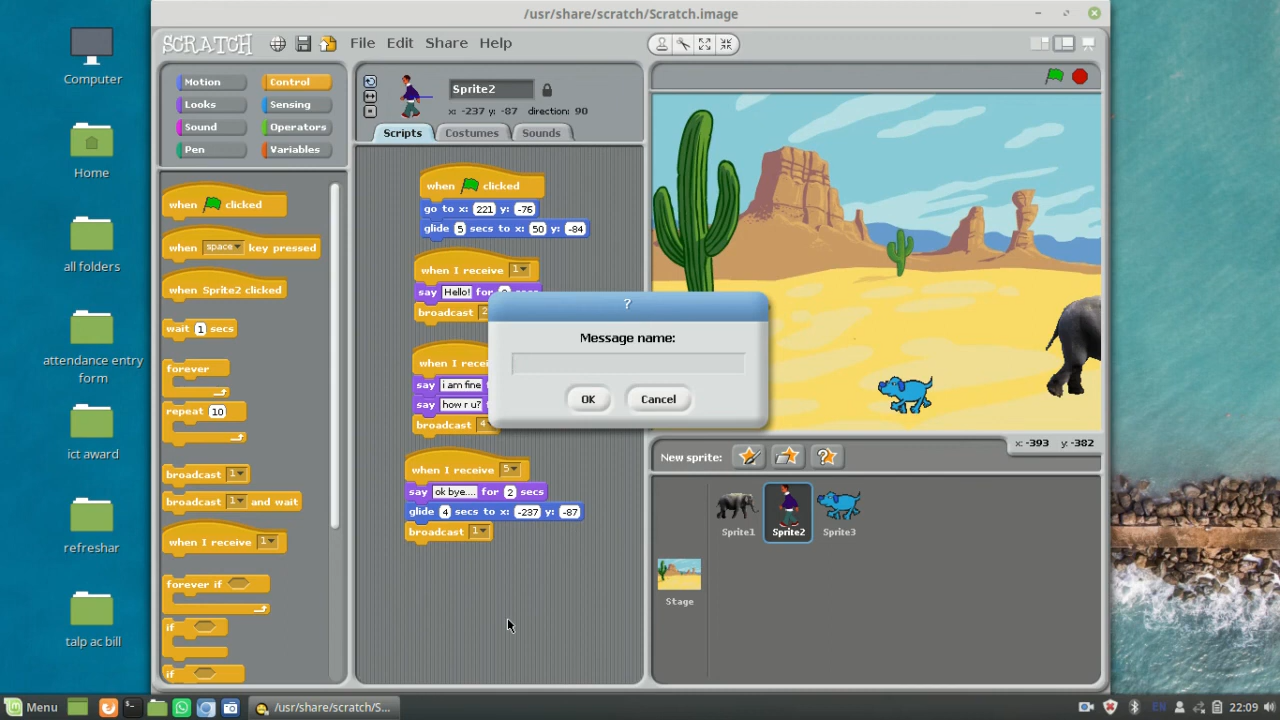 /usr/share/scratch/Scratch.image
SCRATCH File Edit Share Help
Computer
Home
all folders
attendance entry
form
ict award
refreshar
talp ac bill
Motion Control
Looks Sensing
Sound Operators
Pen Variables
when clicked
when space key pressed
when Sprite2 clicked
wait 1 secs
forever
repeat 10
broadcast 1
broadcast 1 and wait
when I receive 1
forever if
if
if
Sprite2
x: -237 y: -87 direction: 90
Scripts Costumes Sounds
when clicked
go to x: 221 y: -76
glide 5 secs to x: 50 y: -84
when I receive 1
say Hello! for secs
broadcast 2
when I recei
say i am fine
say how r u?
broadcast 4
when I receive 5
say ok bye.... for 2 secs
glide 4 secs to x: -237 y: -87
broadcast 1
?
Message name:
OK Cancel
x: -393 y: -382
New sprite:
Sprite1 Sprite2 Sprite3
Stage
Menu /usr/share/scratch/S... EN 22:09